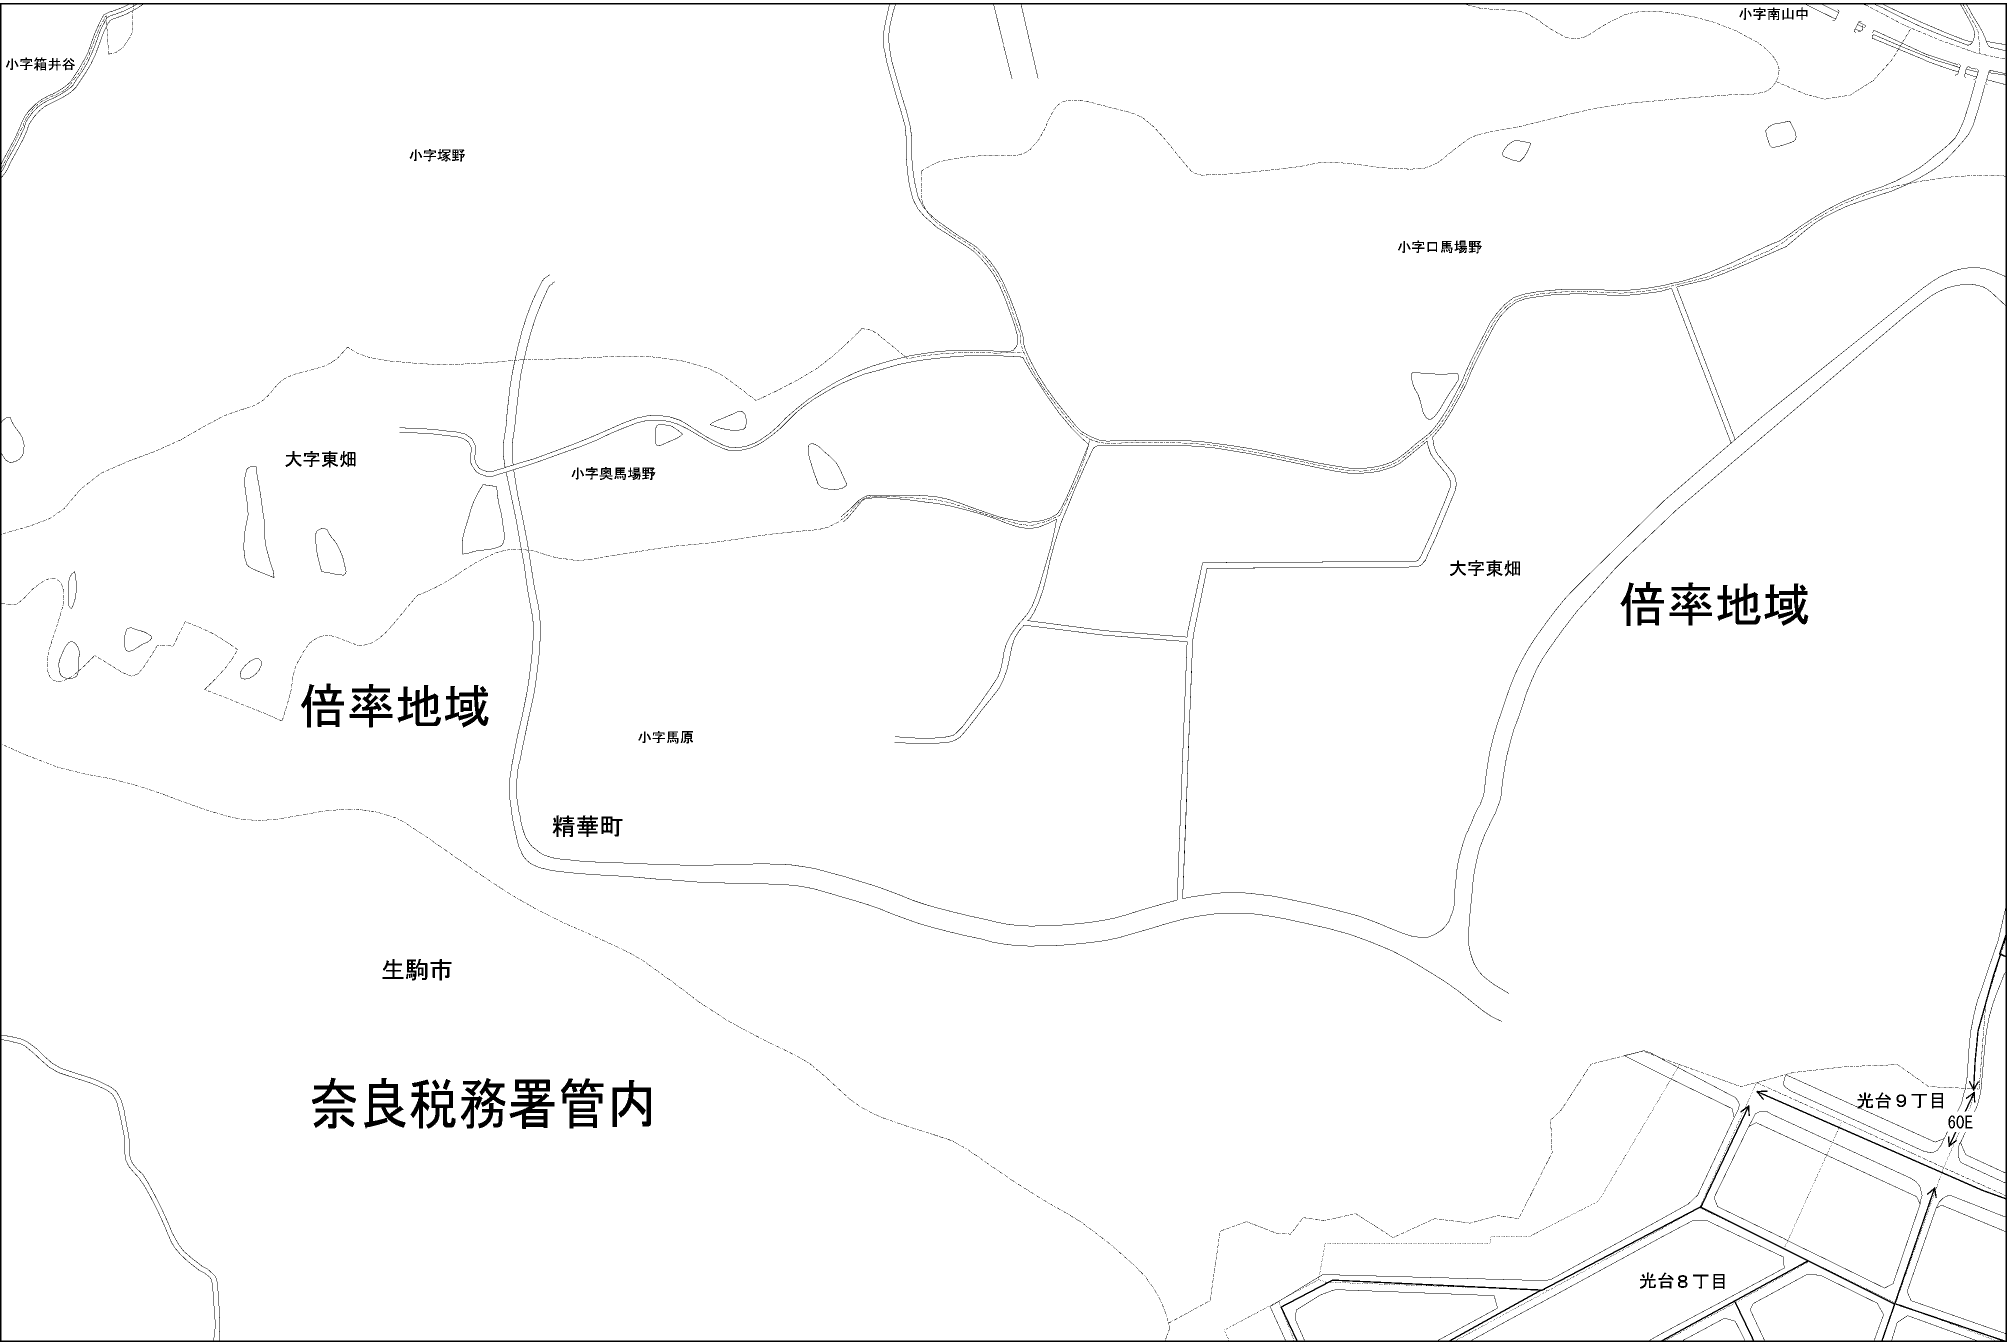 小字南山中
小字箱井谷
小字塚野
小字口馬場野
大字東畑
小字奥馬場野
大字東畑
倍率地域
倍率地域
小字馬原
精華町
生駒市
奈良税務署管内
光台９丁目
60E
光台８丁目